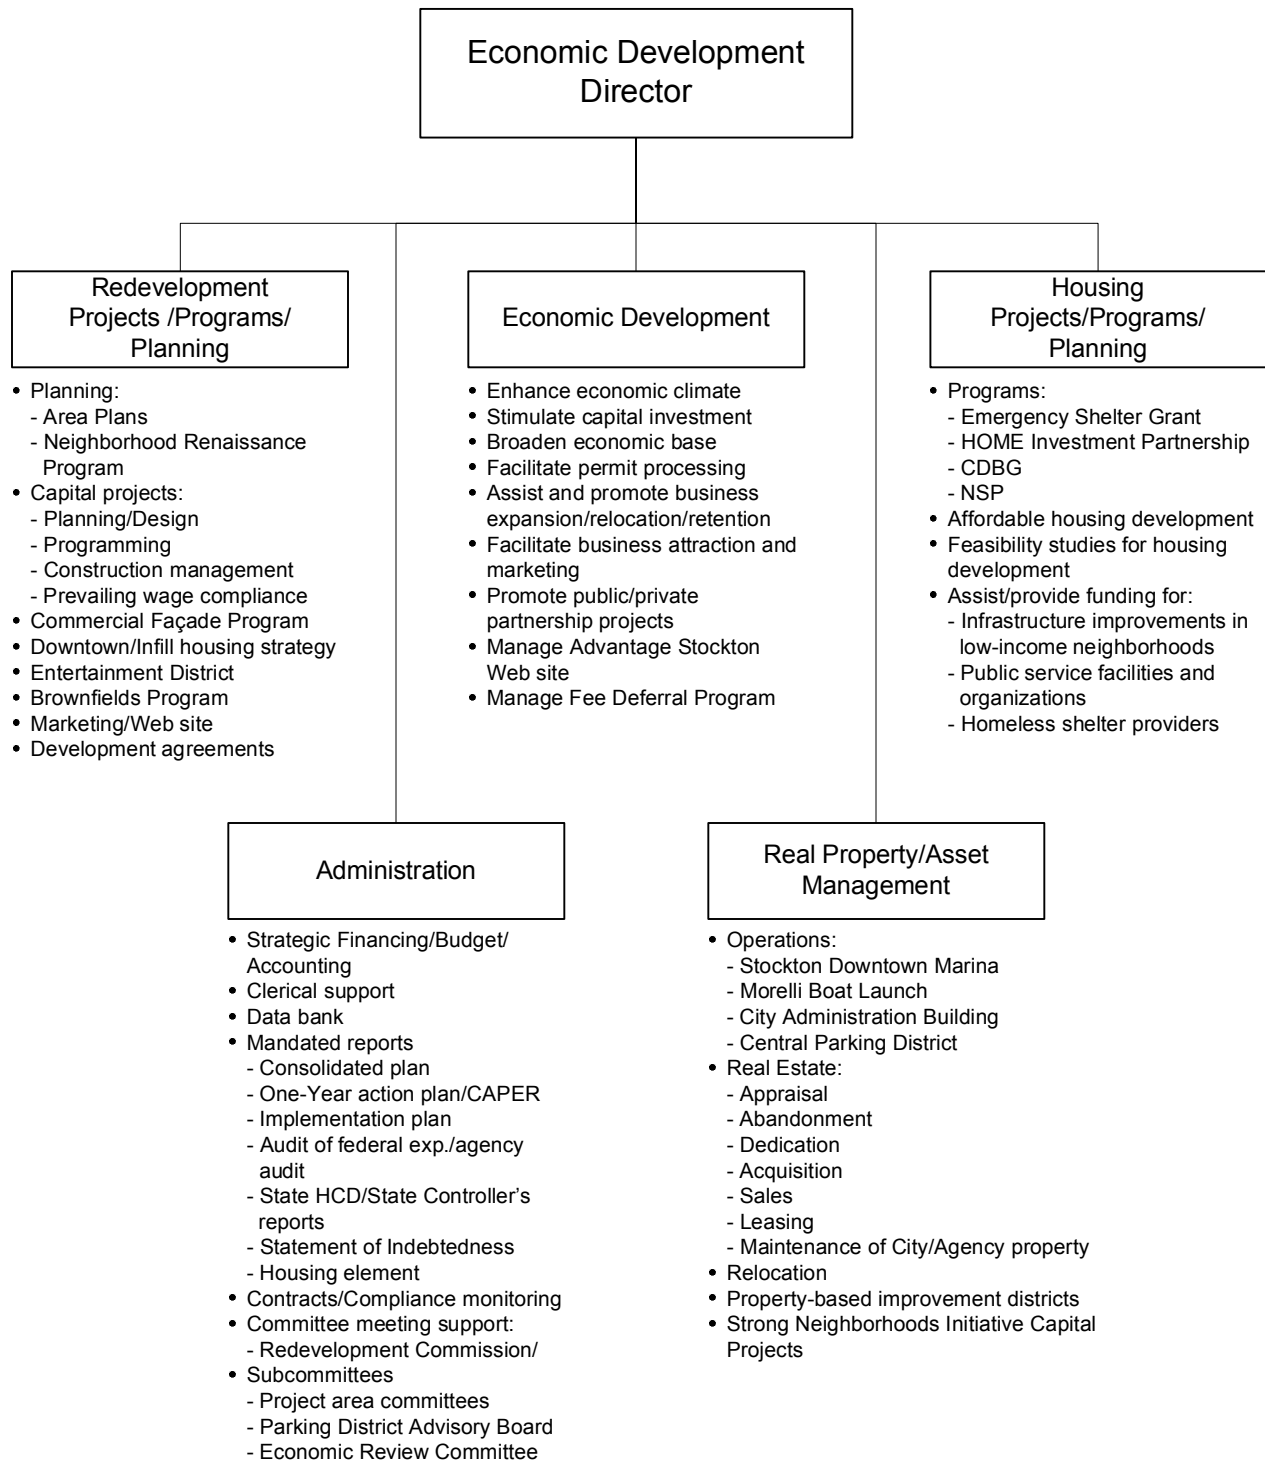 Economic Development
Director
Redevelopment
Projects /Programs/
Planning
• Planning:
- Area Plans
- Neighborhood Renaissance
Program
• Capital projects:
- Planning/Design
- Programming
- Construction management
- Prevailing wage compliance
• Commercial Façade Program
• Downtown/Infill housing strategy
• Entertainment District
• Brownfields Program
• Marketing/Web site
• Development agreements
Economic Development
• Enhance economic climate
• Stimulate capital investment
• Broaden economic base
• Facilitate permit processing
• Assist and promote business
expansion/relocation/retention
• Facilitate business attraction and
marketing
• Promote public/private
partnership projects
• Manage Advantage Stockton
Web site
• Manage Fee Deferral Program
Housing
Projects/Programs/
Planning
• Programs:
- Emergency Shelter Grant
- HOME Investment Partnership
- CDBG
- NSP
• Affordable housing development
• Feasibility studies for housing
development
• Assist/provide funding for:
- Infrastructure improvements in
low-income neighborhoods
- Public service facilities and
organizations
- Homeless shelter providers
Administration
• Strategic Financing/Budget/
Accounting
• Clerical support
• Data bank
• Mandated reports
- Consolidated plan
- One-Year action plan/CAPER
- Implementation plan
- Audit of federal exp./agency
audit
- State HCD/State Controller's
reports
- Statement of Indebtedness
- Housing element
• Contracts/Compliance monitoring
• Committee meeting support:
- Redevelopment Commission/
• Subcommittees
- Project area committees
- Parking District Advisory Board
- Economic Review Committee
Real Property/Asset
Management
• Operations:
- Stockton Downtown Marina
- Morelli Boat Launch
- City Administration Building
- Central Parking District
• Real Estate:
- Appraisal
- Abandonment
- Dedication
- Acquisition
- Sales
- Leasing
- Maintenance of City/Agency property
• Relocation
• Property-based improvement districts
• Strong Neighborhoods Initiative Capital
Projects